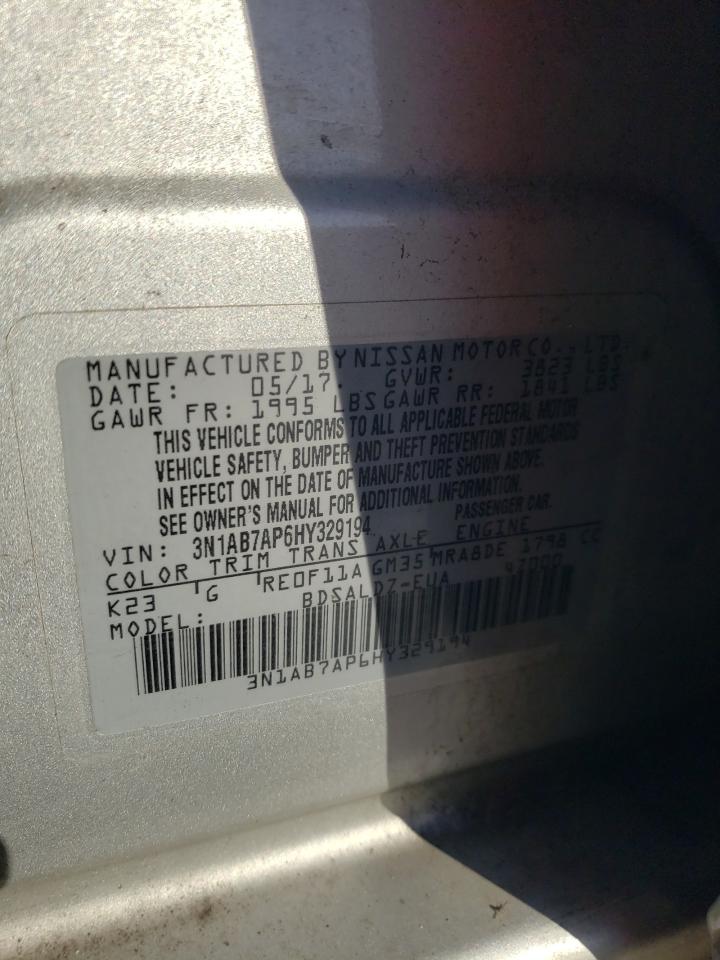 MANUFACTURED BY NISSAN MOTOR CO., LTD.
DATE: 05/17. GVWR: 3823 LBS
GAWR FR: 1995 LBS GAWR RR: 1841 LBS
THIS VEHICLE CONFORMS TO ALL APPLICABLE FEDERAL MOTOR
VEHICLE SAFETY, BUMPER AND THEFT PREVENTION STANDARDS
IN EFFECT ON THE DATE OF MANUFACTURE SHOWN ABOVE.
SEE OWNER'S MANUAL FOR ADDITIONAL INFORMATION.
VIN: 3N1AB7AP6HY329194 PASSENGER CAR.
COLOR TRIM TRANS AXLE ENGINE
K23 G RE0F11A GM35 MRA8DE 1798 CC
MODEL: BDSALD7-EUA 47000
3N1AB7AP6HY329194